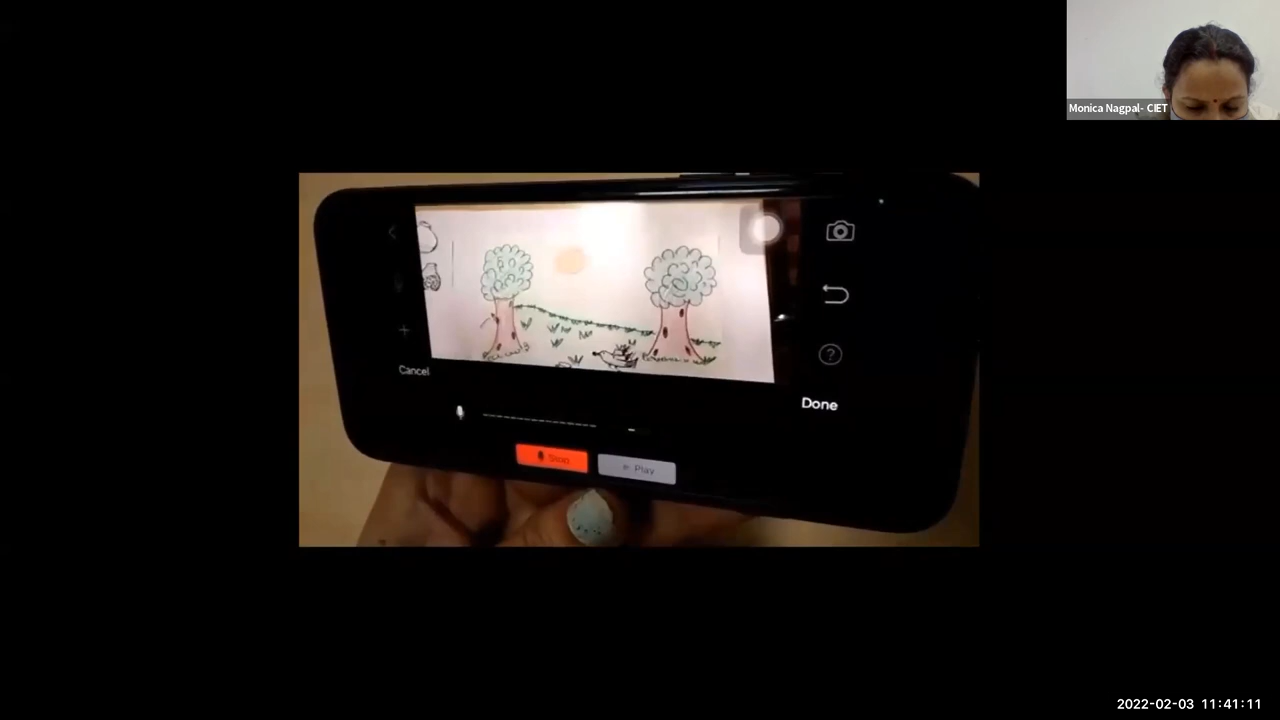 Monica Nagpal- CIET
Cancel
Done
Stop
Play
2022-02-03 11:41:11